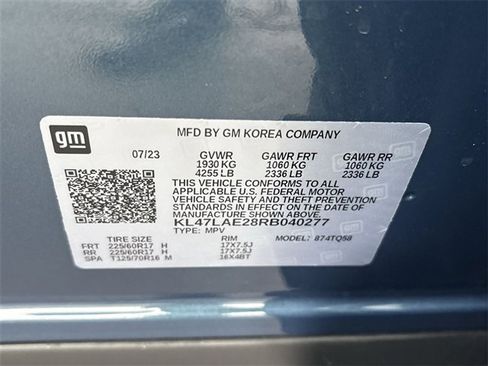 gm
MFD BY GM KOREA COMPANY
07/23 GVWR GAWR FRT GAWR RR
1930 KG 1060 KG 1060 KG
4255 LB 2336 LB 2336 LB
THIS VEHICLE CONFORMS TO ALL
APPLICABLE U.S. FEDERAL MOTOR
VEHICLE SAFETY AND THEFT
PREVENTION STANDARDS IN EFFECT
ON THE DATE OF MANUFACTURE
SHOWN ABOVE.
KL47LAE28RB040277
TYPE: MPV MODEL: 874TQ58
TIRE SIZE RIM
FRT 225/60R17 H 17X7.5J
RR 225/60R17 H 17X7.5J
SPA T125/70R16 M 16X4BT